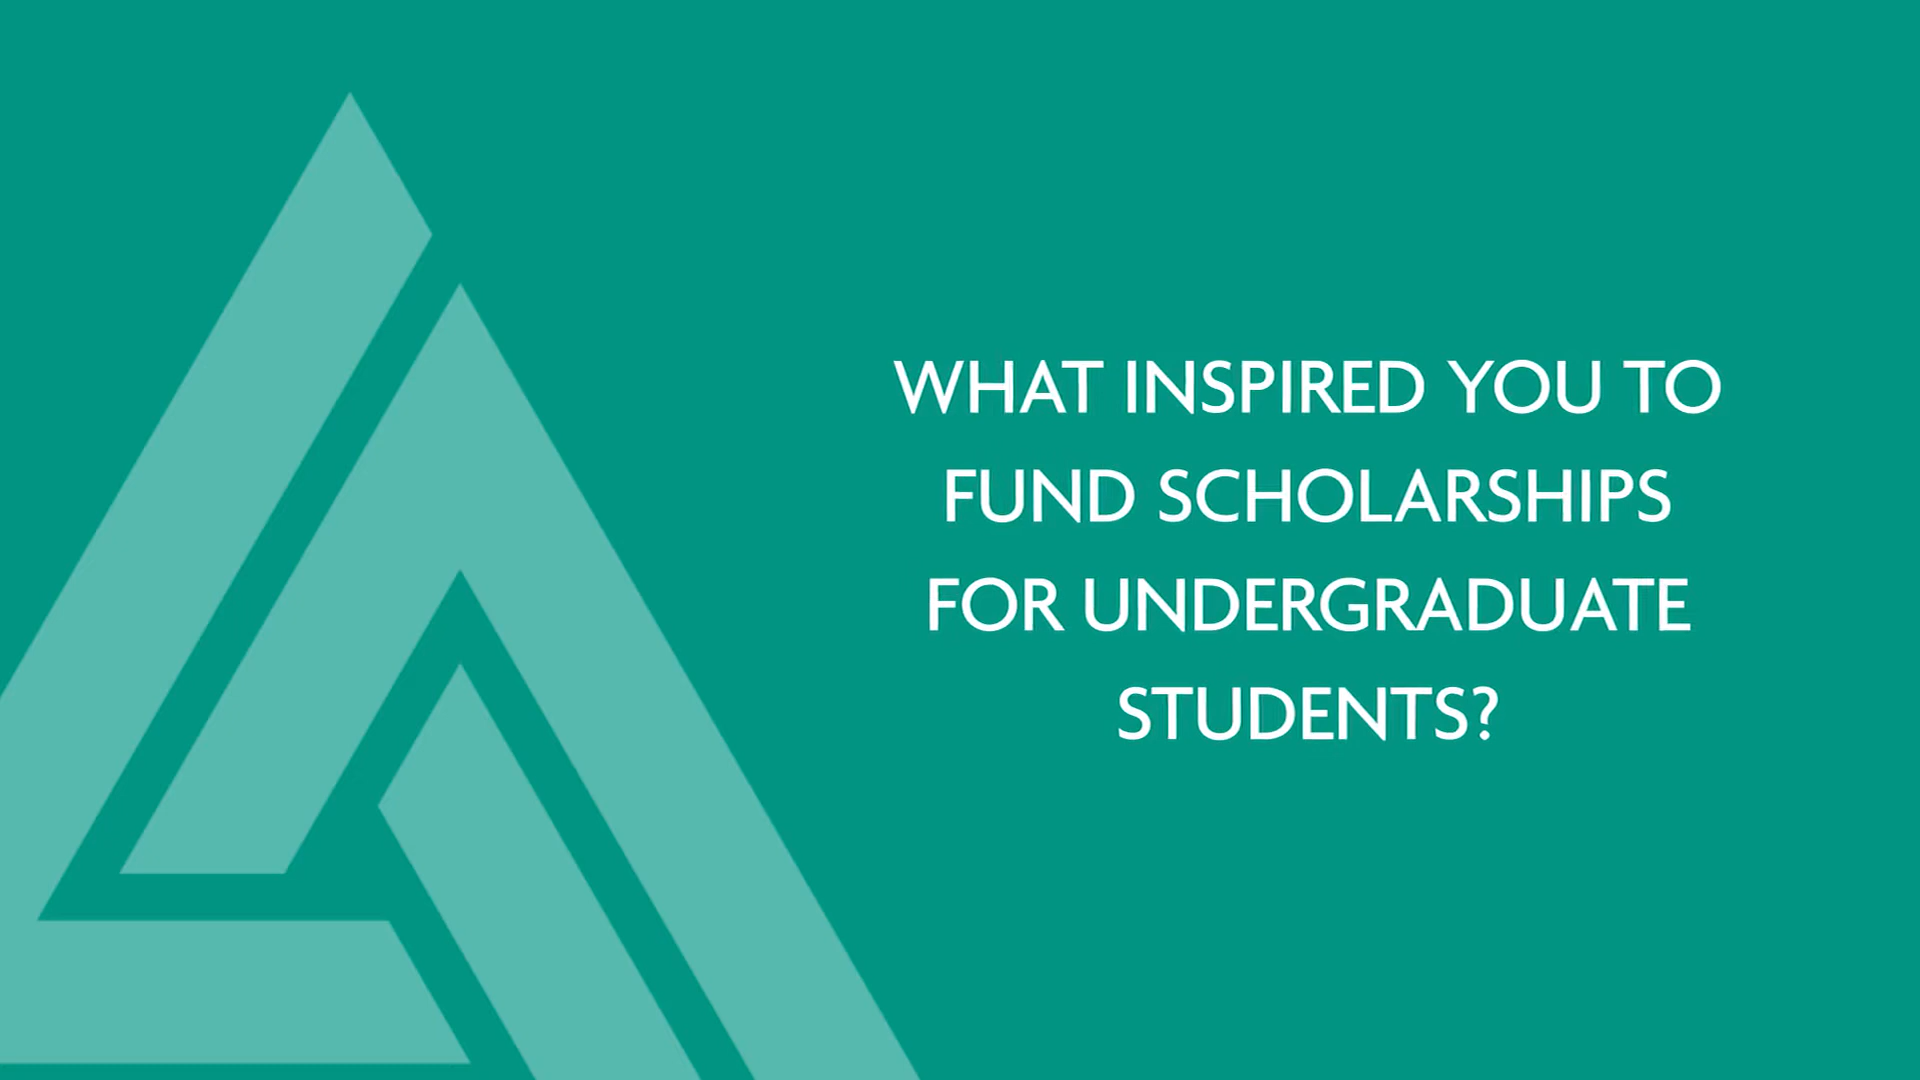 WHAT INSPIRED YOU TO
FUND SCHOLARSHIPS
FOR UNDERGRADUATE
STUDENTS?